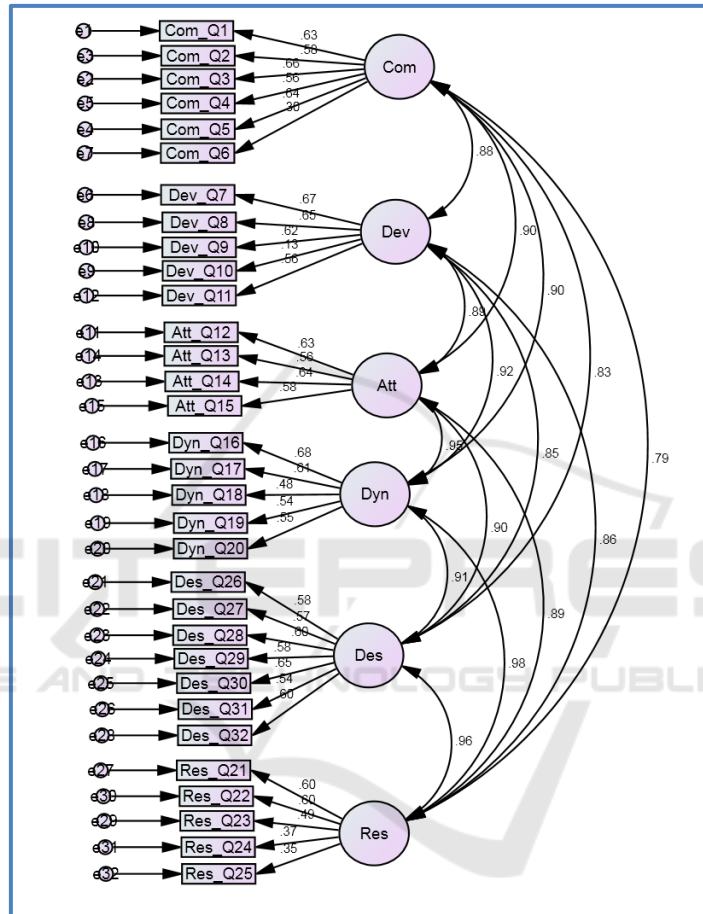 e1 Com_Q1 .63
e3 Com_Q2 .58
e2 Com_Q3 .66
e5 Com_Q4 .56
e4 Com_Q5 .64
e7 Com_Q6 .30
Com
.88
e6 Dev_Q7 .67
e8 Dev_Q8 .65
e10 Dev_Q9 .62
e9 Dev_Q10 .13
e12 Dev_Q11 .56
Dev
.90
.90
.89
.83
e11 Att_Q12 .63
e14 Att_Q13 .56
e13 Att_Q14 .64
e15 Att_Q15 .58
Att
.92
.95
.85
.79
e16 Dyn_Q16 .68
e17 Dyn_Q17 .61
e18 Dyn_Q18 .48
e19 Dyn_Q19 .54
e20 Dyn_Q20 .55
Dyn
.90
.86
.91
.89
e21 Des_Q26 .58
e22 Des_Q27 .57
e23 Des_Q28 .60
e24 Des_Q29 .58
e25 Des_Q30 .65
e26 Des_Q31 .54
e28 Des_Q32 .60
Des
.98
.96
e27 Res_Q21 .60
e30 Res_Q22 .60
e29 Res_Q23 .49
e31 Res_Q24 .37
e32 Res_Q25 .35
Res